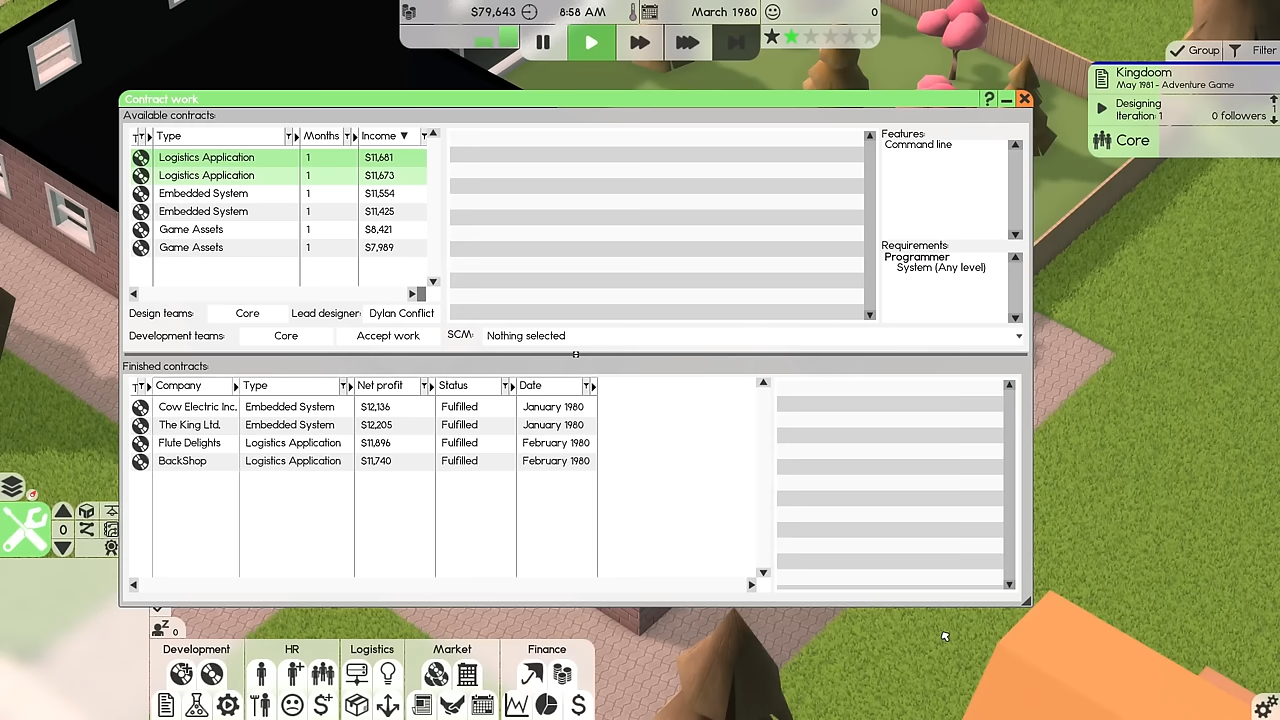 $79,643 8:58 AM March 1980 0
Group Filter
Kingdoom
May 1981 - Adventure Game
Designing
Iteration: 1 0 followers
Core
Contract work ?
Available contracts:
Type Months Income
Logistics Application 1 $11,681
Logistics Application 1 $11,673
Embedded System 1 $11,554
Embedded System 1 $11,425
Game Assets 1 $8,421
Game Assets 1 $7,989
Features:
Command line
Requirements:
Programmer
System (Any level)
Design teams: Core Lead designer: Dylan Conflict
Development teams: Core Accept work SCM: Nothing selected
Finished contracts:
Company Type Net profit Status Date
Cow Electric Inc. Embedded System $12,136 Fulfilled January 1980
The King Ltd. Embedded System $12,205 Fulfilled January 1980
Flute Delights Logistics Application $11,896 Fulfilled February 1980
BackShop Logistics Application $11,740 Fulfilled February 1980
0
z 0
Development HR Logistics Market Finance